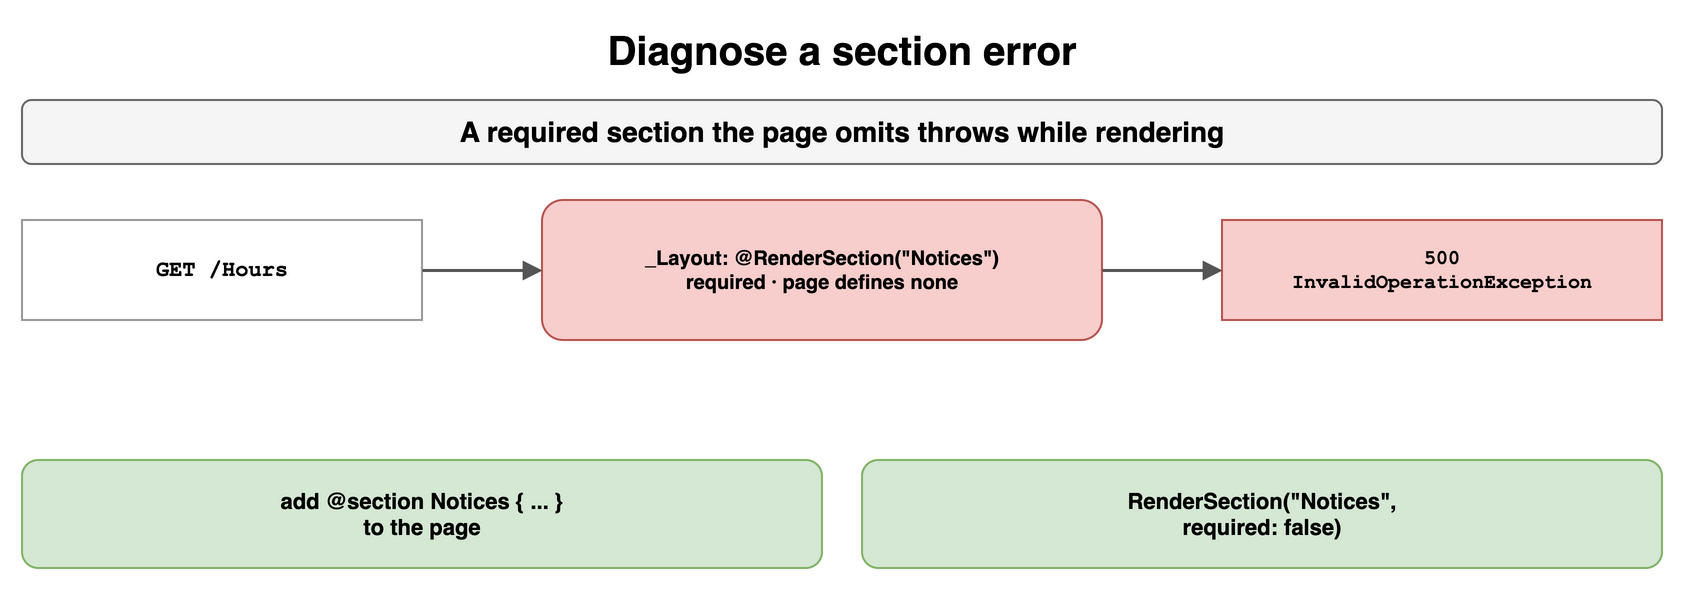 Diagnose a section error
A required section the page omits throws while rendering
GET /Hours
_Layout: @RenderSection("Notices")
required · page defines none
500
InvalidOperationException
add @section Notices { ... }
to the page
RenderSection("Notices",
required: false)